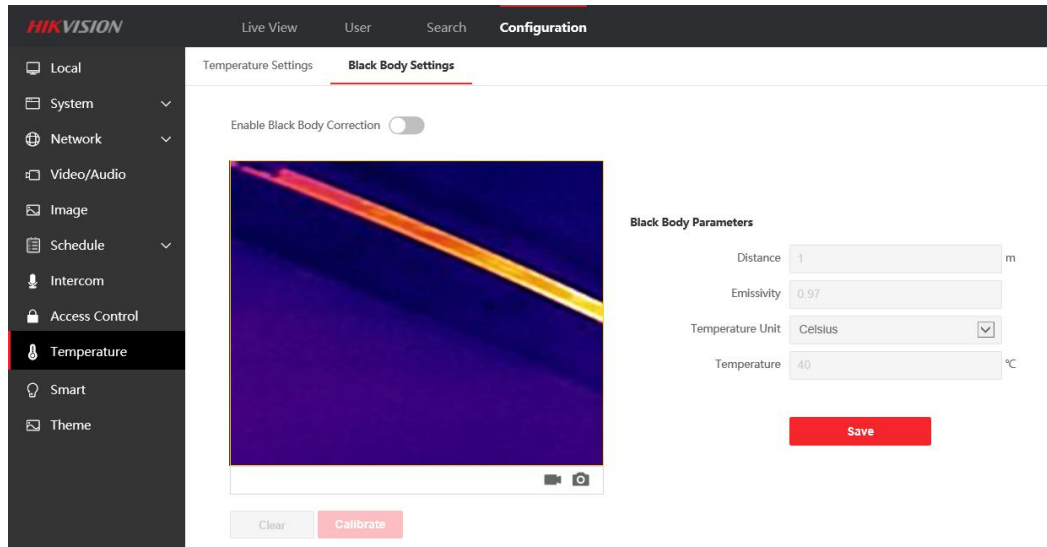 HIKVISION
Live View User Search Configuration
Local
System
Network
Video/Audio
Image
Schedule
Intercom
Access Control
Temperature
Smart
Theme
Temperature Settings Black Body Settings
Enable Black Body Correction
Black Body Parameters
Distance 1 m
Emissivity 0.97
Temperature Unit Celsius
Temperature 40 °C
Save
Clear Calibrate